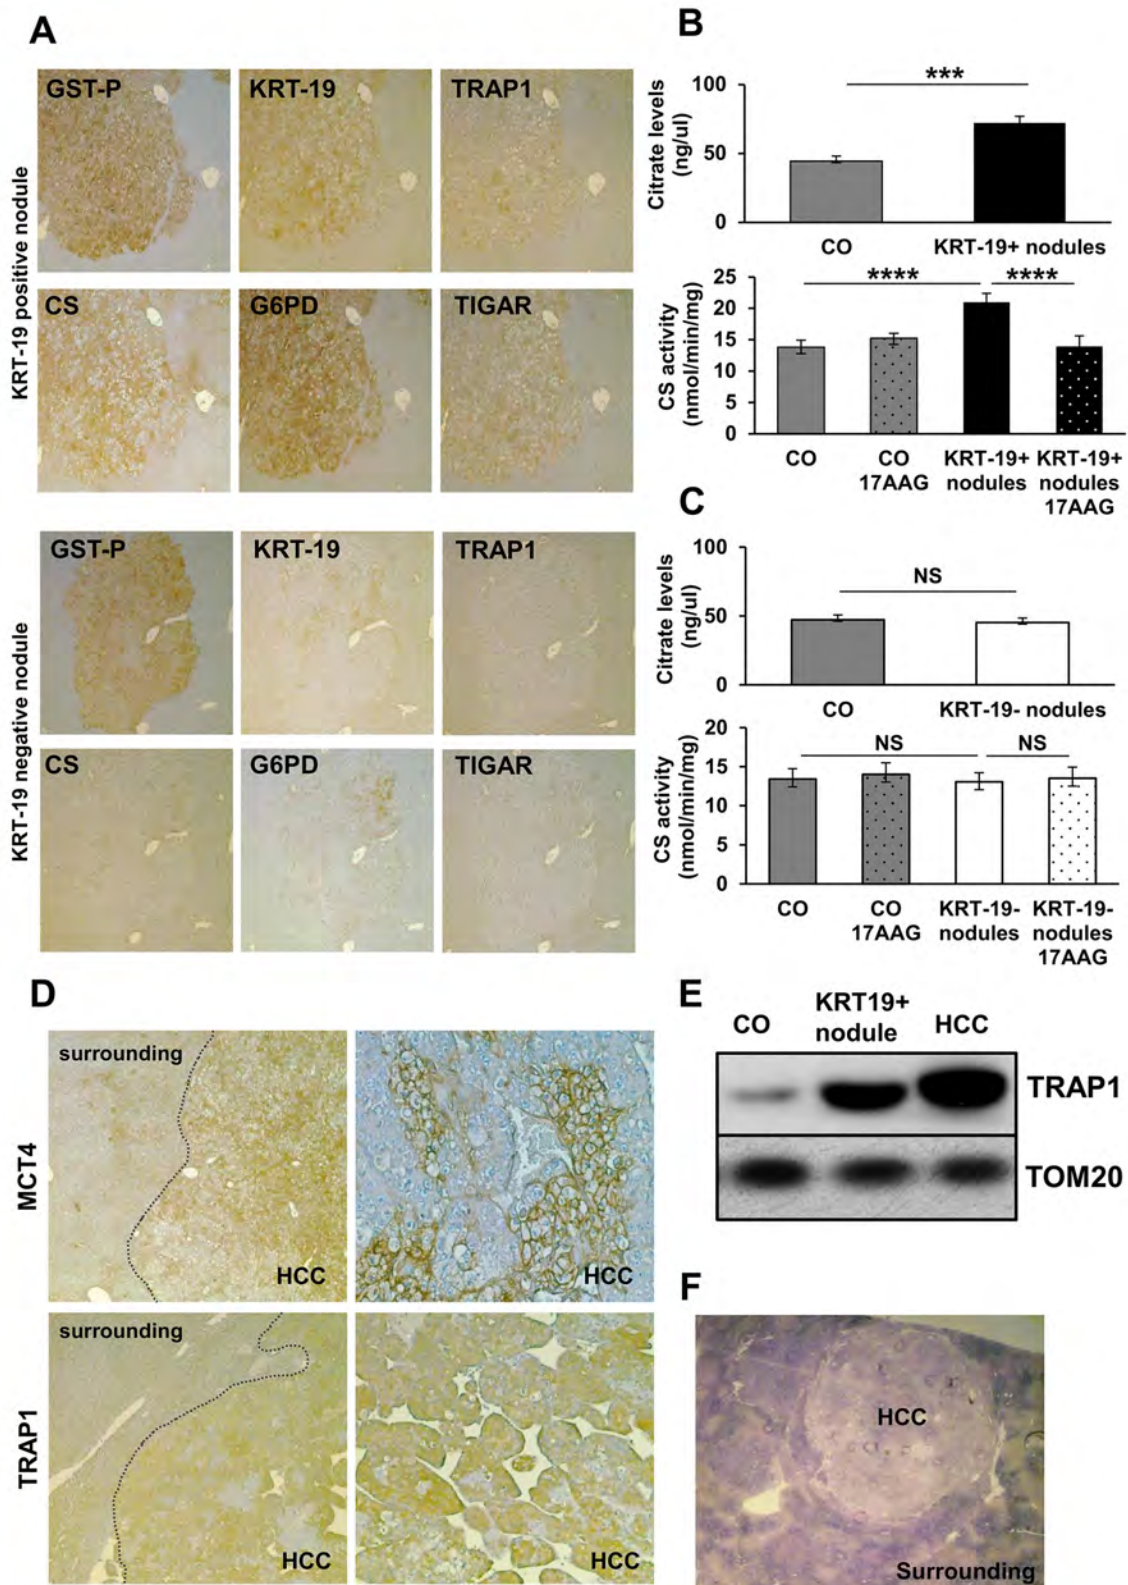 A
GST-P
KRT-19
TRAP1
CS
G6PD
TIGAR
KRT-19 positive nodule
GST-P
KRT-19
TRAP1
CS
G6PD
TIGAR
KRT-19 negative nodule
B
Citrate levels
(ng/ul)
100
50
0
***
CO
KRT-19+ nodules
CS activity
(nmol/min/mg)
25
20
15
10
5
0
****
****
CO
CO
17AAG
KRT-19+
nodules
KRT-19+
nodules
17AAG
C
Citrate levels
(ng/ul)
100
50
0
NS
CO
KRT-19- nodules
CS activity
(nmol/min/mg)
20
15
10
5
0
NS
NS
CO
CO
17AAG
KRT-19-
nodules
KRT-19-
nodules
17AAG
D
MCT4
surrounding
HCC
HCC
TRAP1
surrounding
HCC
HCC
E
CO
KRT19+
nodule
HCC
TRAP1
TOM20
F
HCC
Surrounding